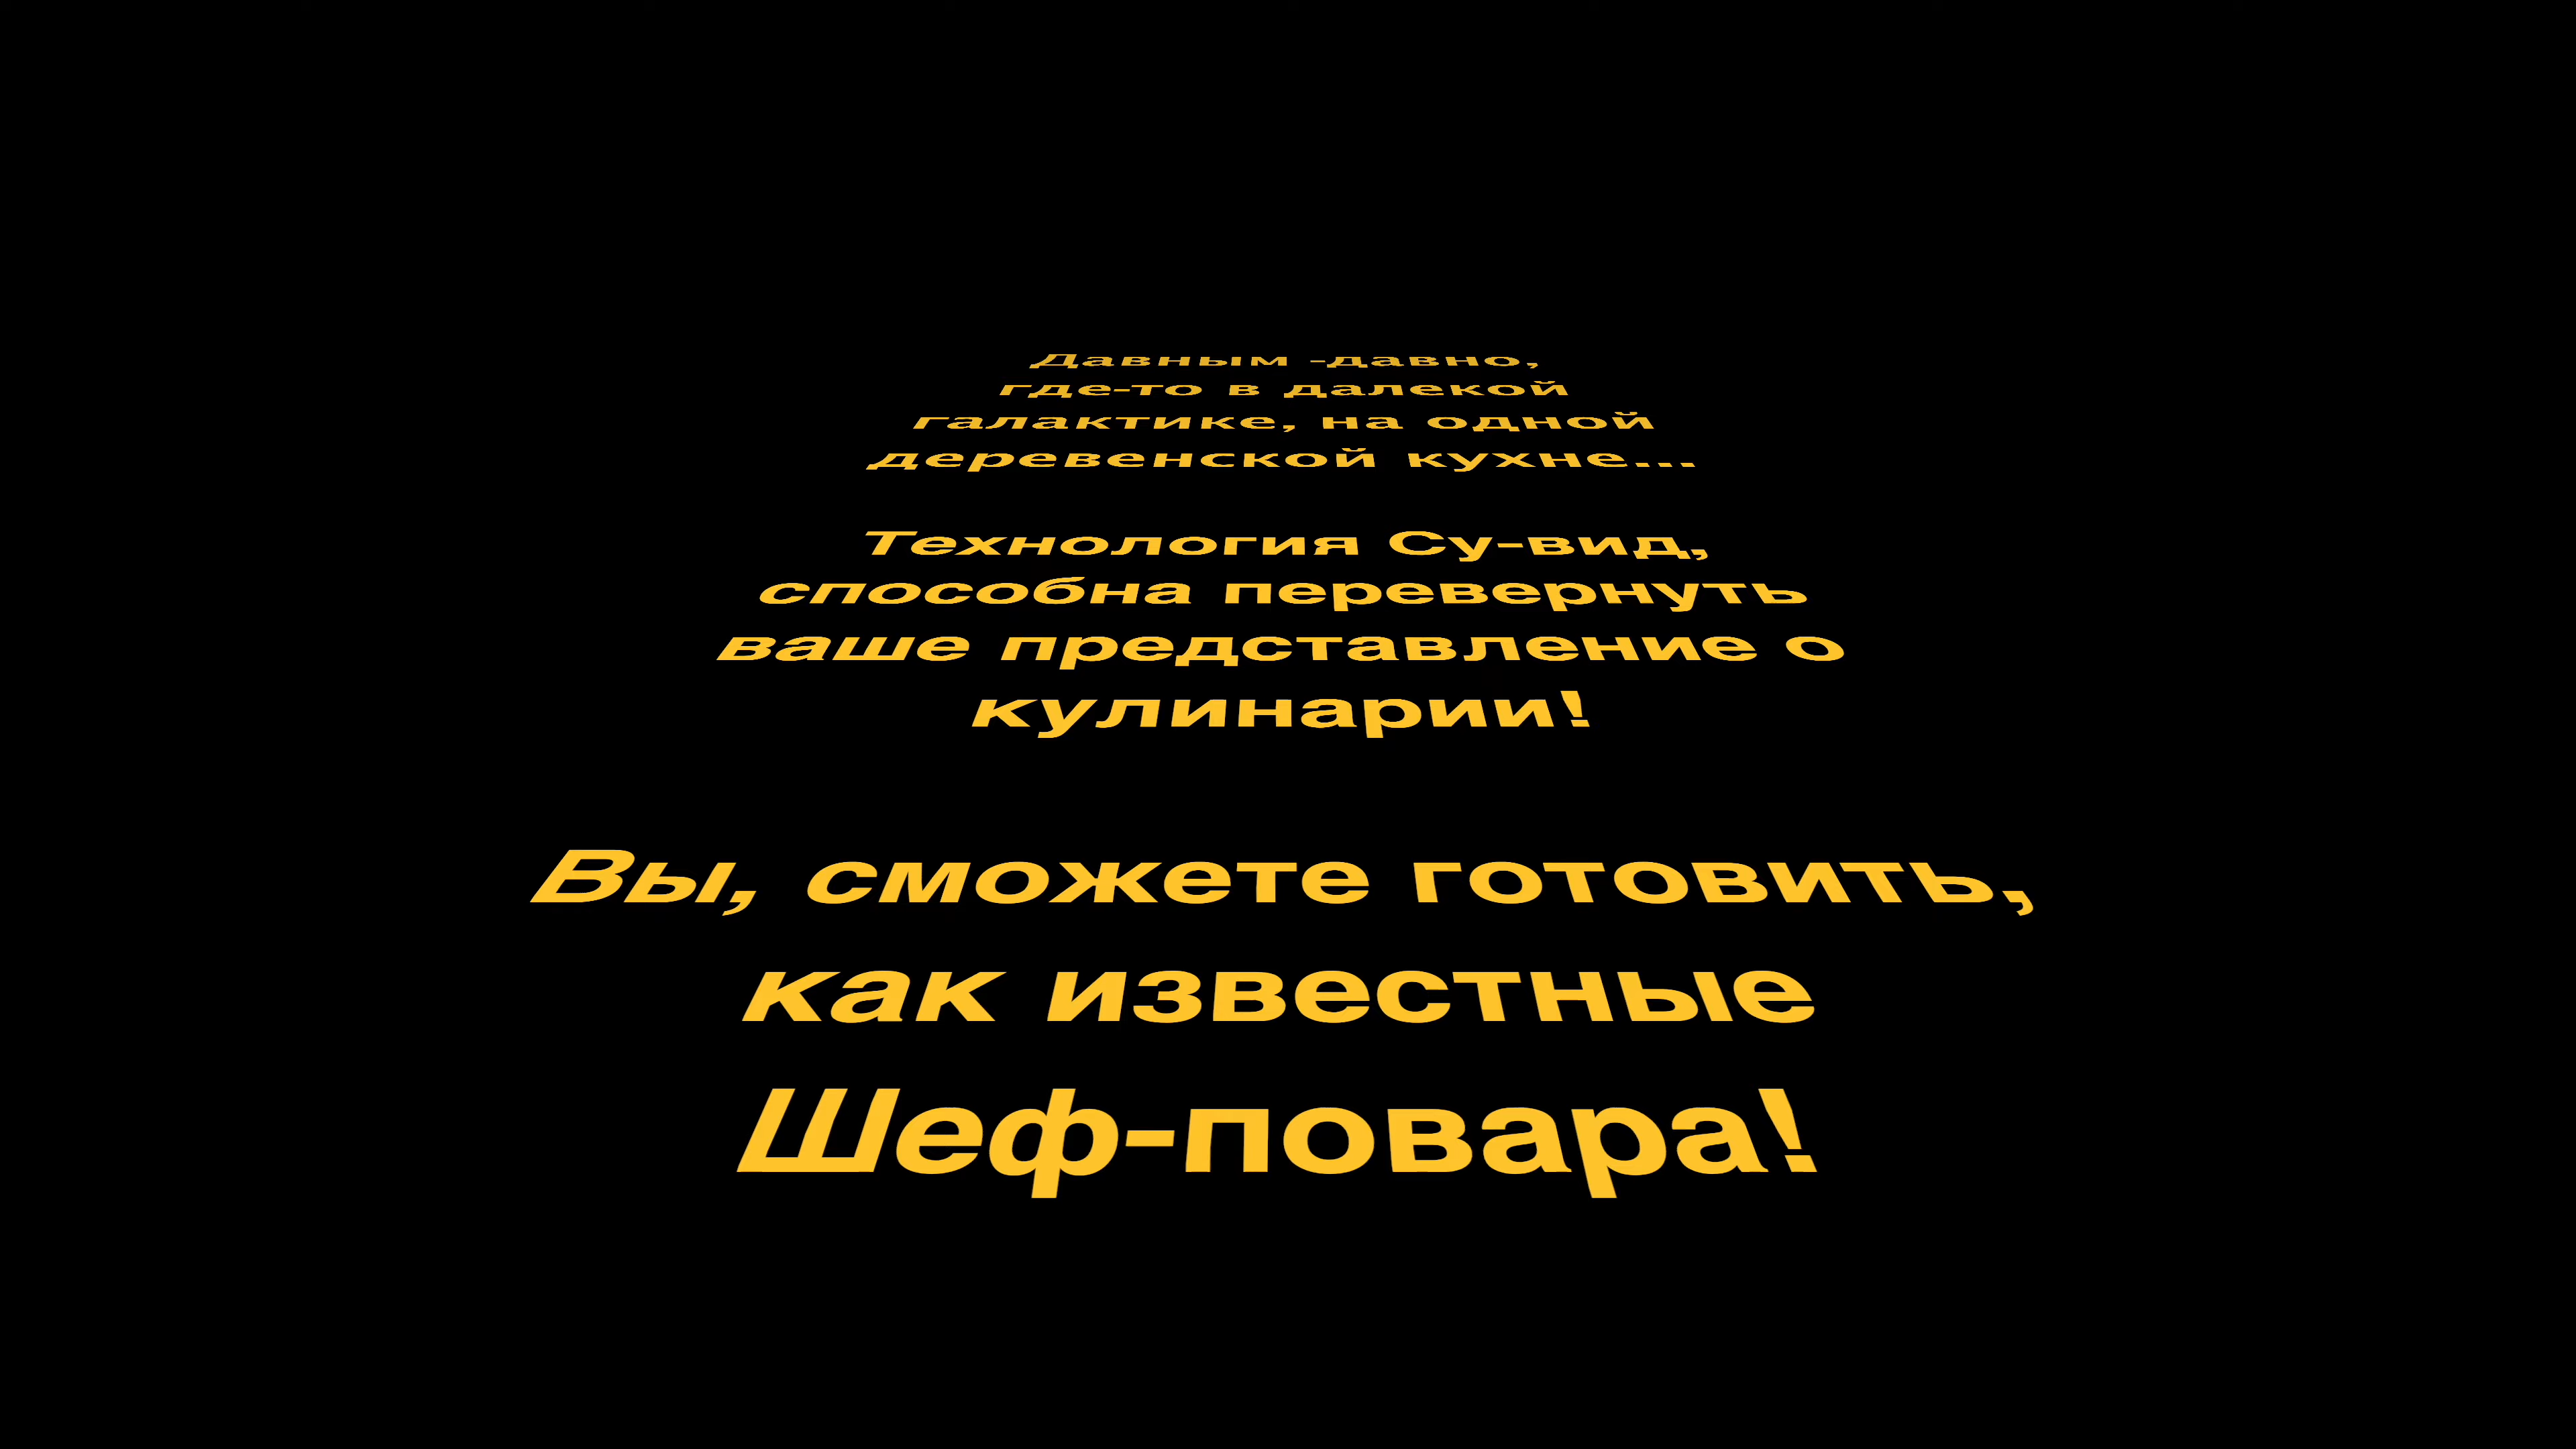 Давным -давно,
где-то в далекой
галактике, на одной
деревенской кухне...
Технология Су-вид,
способна перевернуть
ваше представление о
кулинарии!
Вы, сможете готовить,
как известные
Шеф-повара!